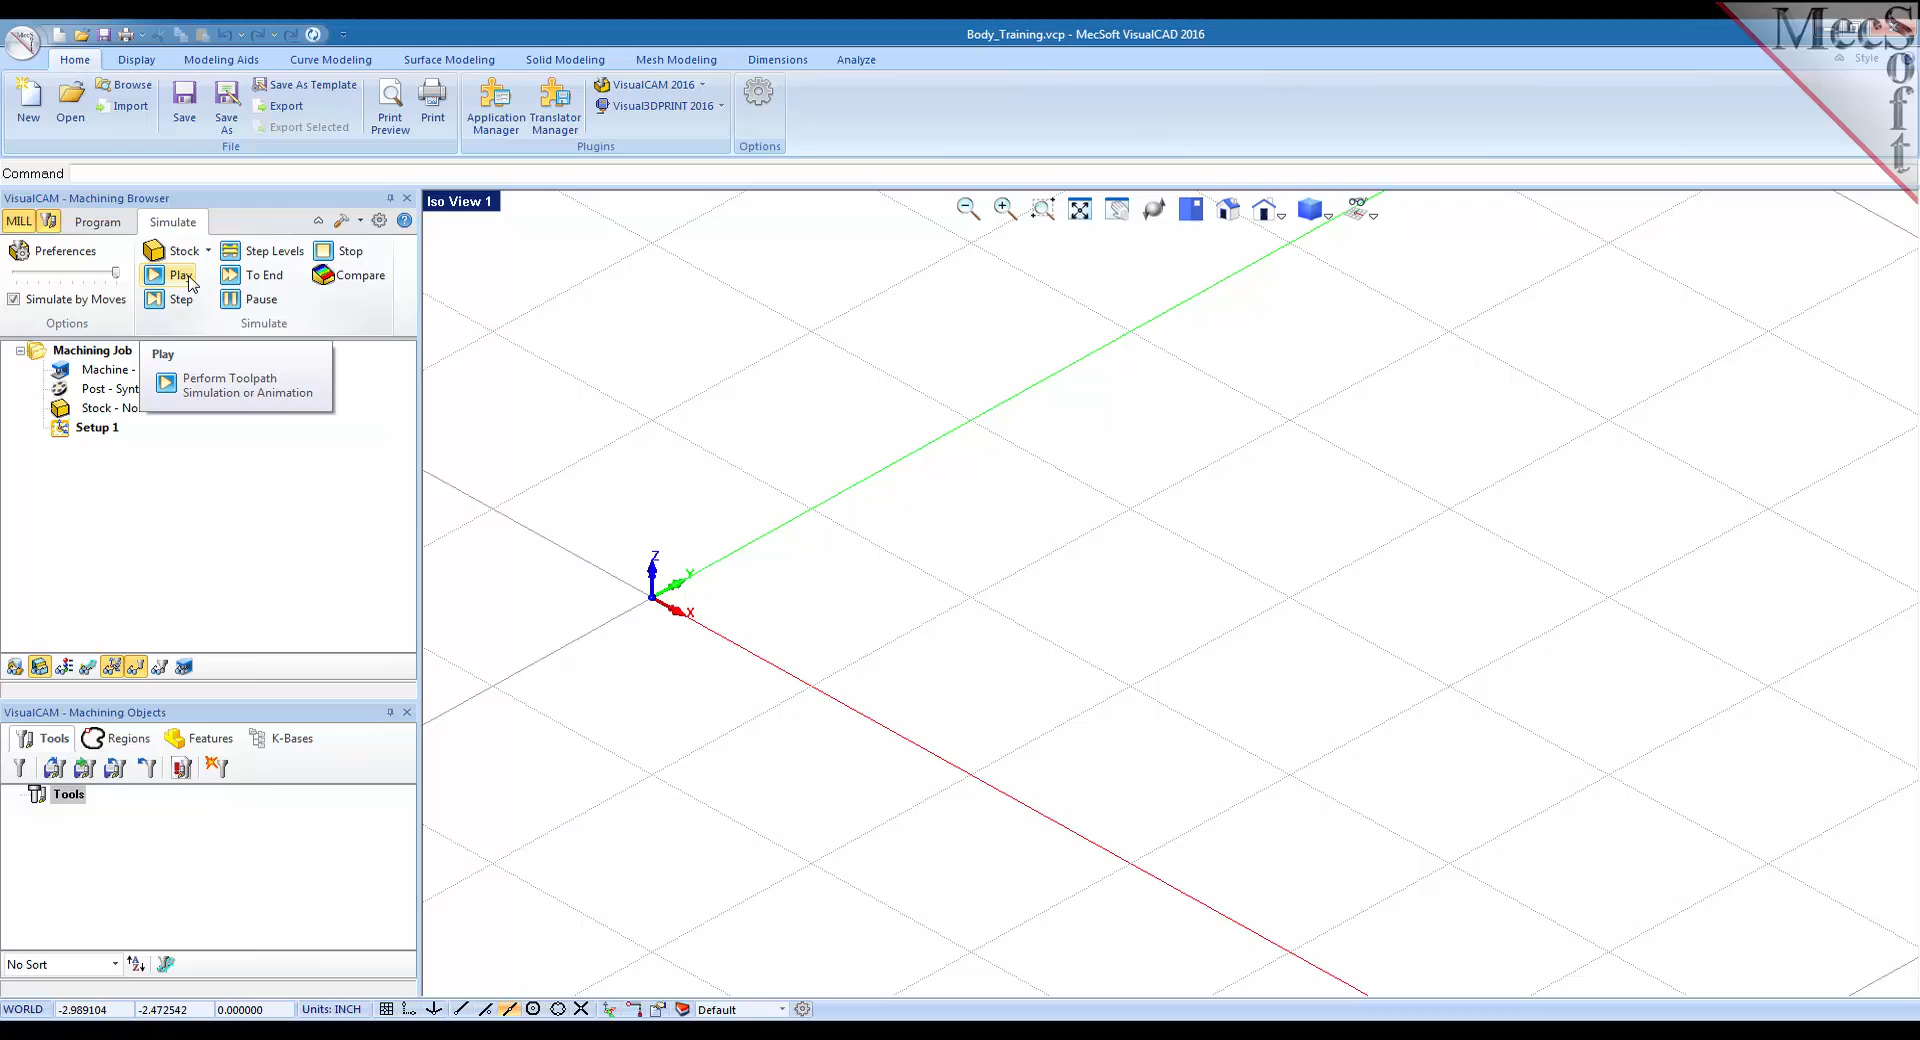 Body_Training.vcp - MecSoft VisualCAD 2016
MecSoft
Home Display Modeling Aids Curve Modeling Surface Modeling Solid Modeling Mesh Modeling Dimensions Analyze Style
New Open Browse Import Save Save As Save As Template Export Export Selected Print Preview Print
File
Application Manager Translator Manager VisualCAM 2016 Visual3DPRINT 2016
Plugins
Options
Command
VisualCAM - Machining Browser
MILL Program Simulate
Preferences Stock Step Levels Stop
Play To End Compare
Simulate by Moves Step Pause
Options Simulate
Machining Job
Machine -
Post - Synt
Stock - No
Setup 1
Play
Perform Toolpath
Simulation or Animation
Iso View 1
Z
Y
X
VisualCAM - Machining Objects
Tools Regions Features K-Bases
Tools
No Sort
WORLD -2.989104 -2.472542 0.000000 Units: INCH Default